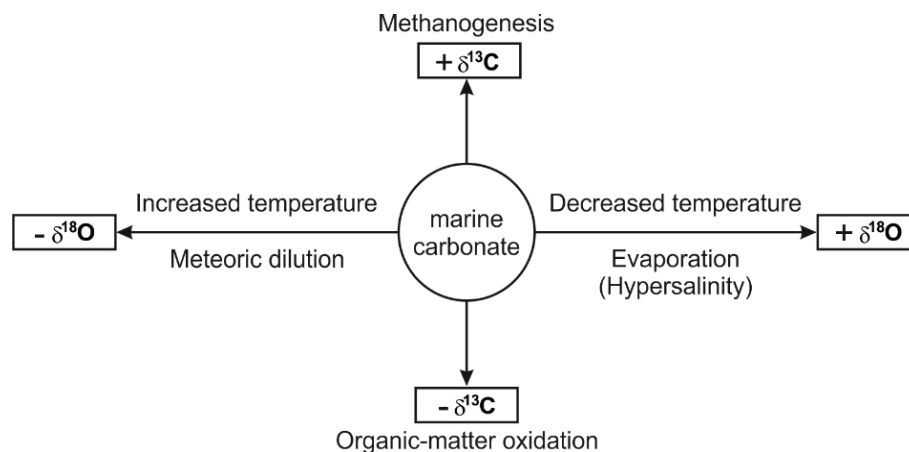 Methanogenesis
+ δ¹³C
Increased temperature
Decreased temperature
- δ¹⁸O
marine
carbonate
+ δ¹⁸O
Meteoric dilution
Evaporation
(Hypersalinity)
- δ¹³C
Organic-matter oxidation